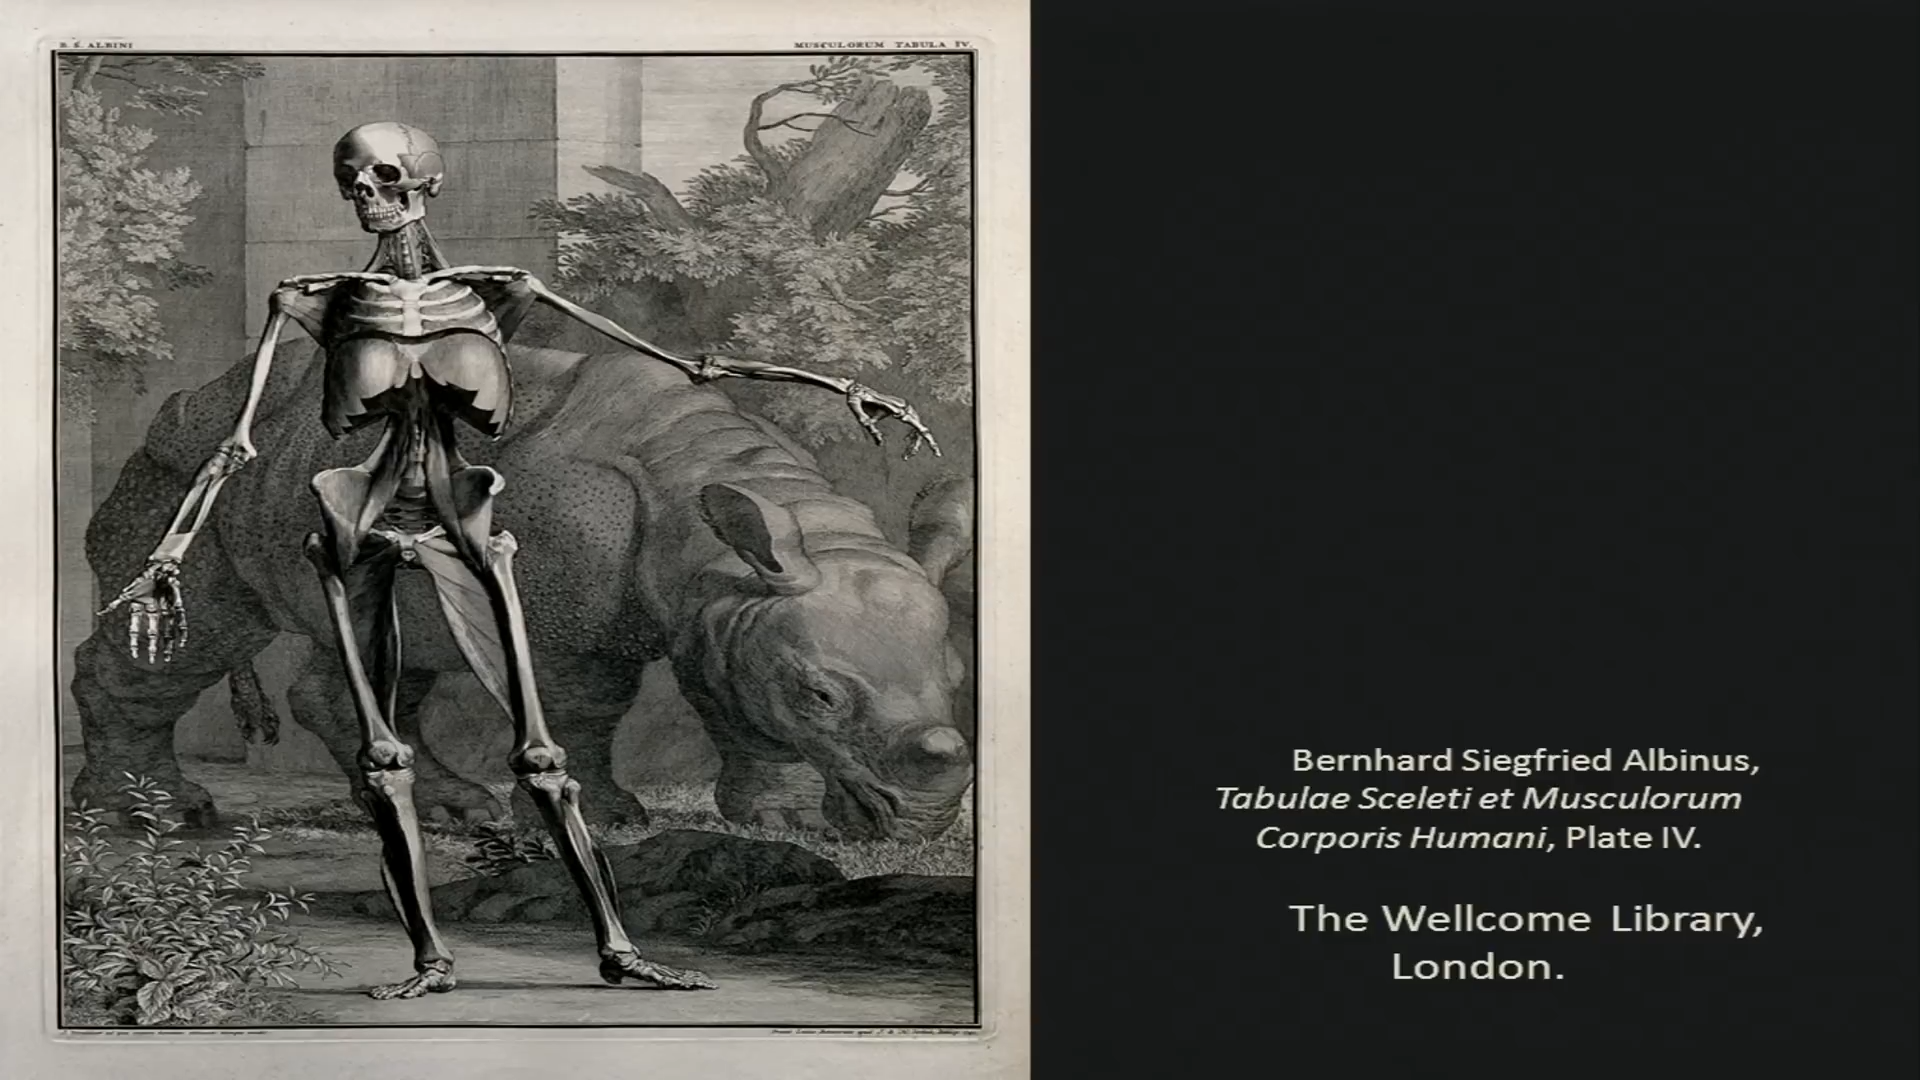 B. S. ALBINI
MUSCULORUM TABULA IV.
Bernhard Siegfried Albinus,
Tabulae Sceleti et Musculorum
Corporis Humani, Plate IV.
The Wellcome Library,
London.